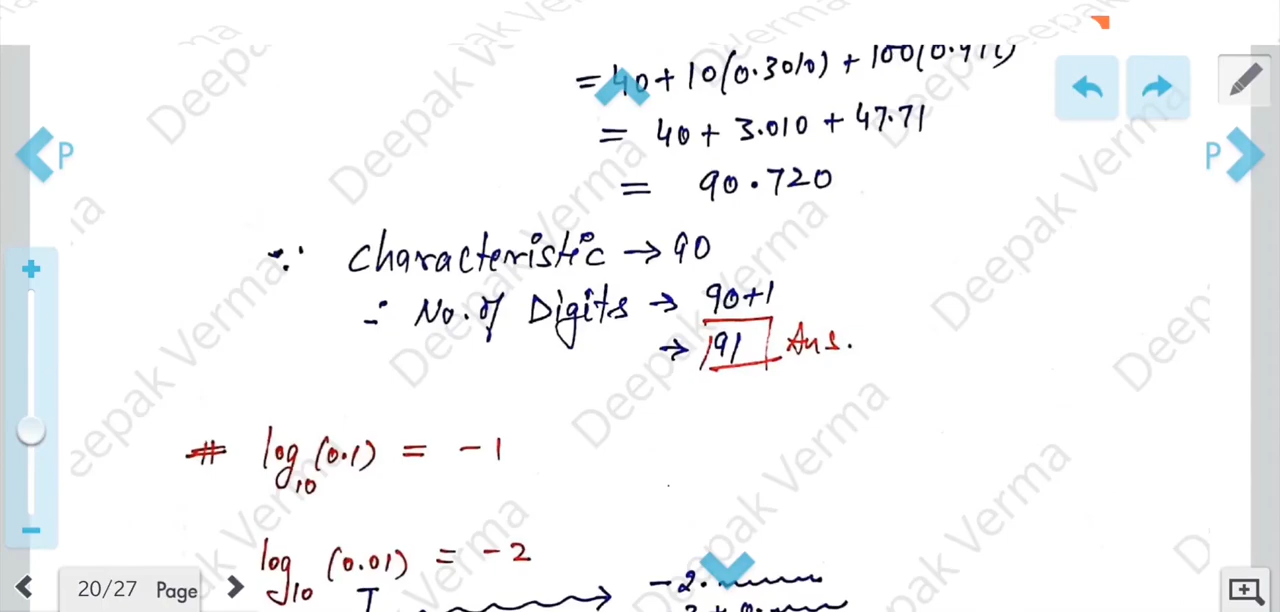 = 40 + 10(0.3010) + 100(0.4771)
= 40 + 3.010 + 47.71
= 90.720
∵ Characteristic → 90
∴ No. of Digits → 90+1
→ 91 Ans.
# log₁₀(0.1) = -1
log₁₀(0.01) = -2
-2.
P
P
20/27 Page
Deepak Verma